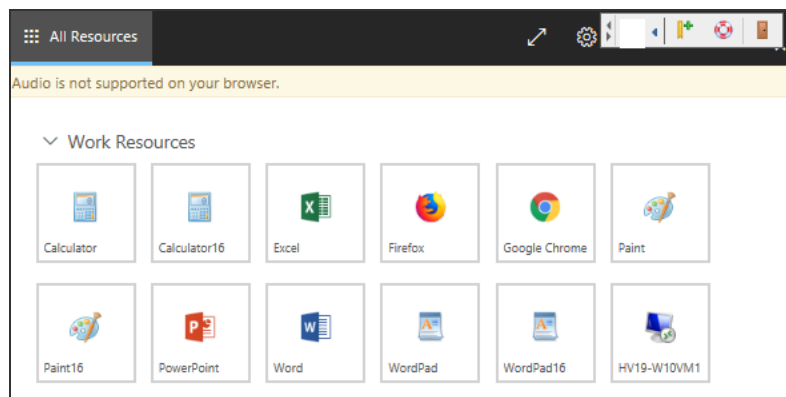 All Resources
Audio is not supported on your browser.
Work Resources
Calculator
Calculator16
Excel
Firefox
Google Chrome
Paint
Paint16
PowerPoint
Word
WordPad
WordPad16
HV19-W10VM1